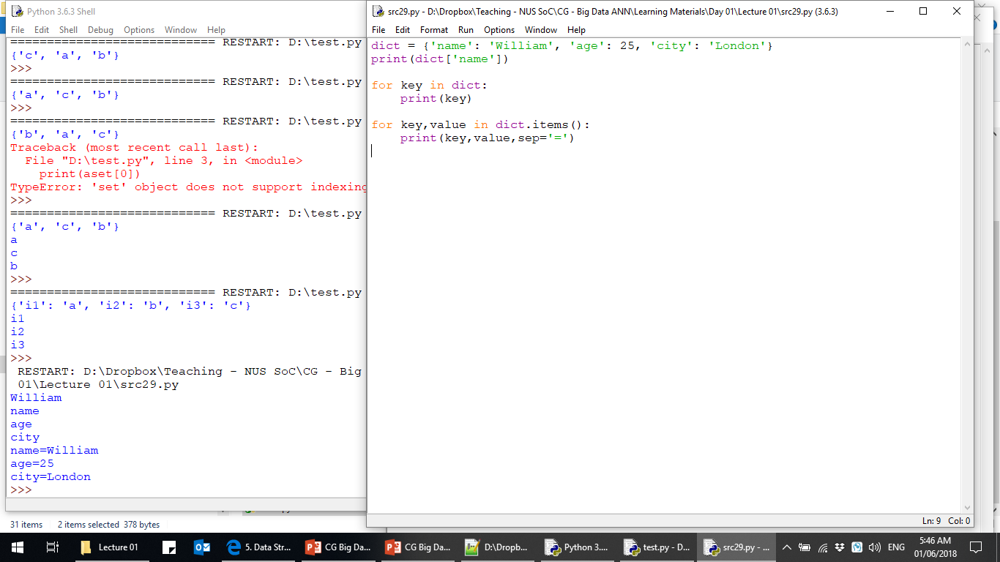 Python 3.6.3 Shell
File Edit Shell Debug Options Window Help
============================ RESTART: D:\test.py
{'c', 'a', 'b'}
>>>
============================ RESTART: D:\test.py
{'a', 'c', 'b'}
>>>
============================ RESTART: D:\test.py
{'b', 'a', 'c'}
Traceback (most recent call last):
  File "D:\test.py", line 3, in <module>
    print(aset[0])
TypeError: 'set' object does not support indexing
>>>
============================ RESTART: D:\test.py
{'a', 'c', 'b'}
a
c
b
>>>
============================ RESTART: D:\test.py
{'i1': 'a', 'i2': 'b', 'i3': 'c'}
i1
i2
i3
>>>
 RESTART: D:\Dropbox\Teaching - NUS SoC\CG - Big
 01\Lecture 01\src29.py
William
name
age
city
name=William
age=25
city=London
>>>
src29.py - D:\Dropbox\Teaching - NUS SoC\CG - Big Data ANN\Learning Materials\Day 01\Lecture 01\src29.py (3.6.3)
File Edit Format Run Options Window Help
dict = {'name': 'William', 'age': 25, 'city': 'London'}
print(dict['name'])
for key in dict:
    print(key)
for key,value in dict.items():
    print(key,value,sep='=')
Ln: 9 Col: 0
31 items 2 items selected 378 bytes
Lecture 01 5. Data Str... CG Big Da... CG Big Da... D:\Dropb... Python 3.... test.py - D... src29.py - ... ENG
5:46 AM
01/06/2018